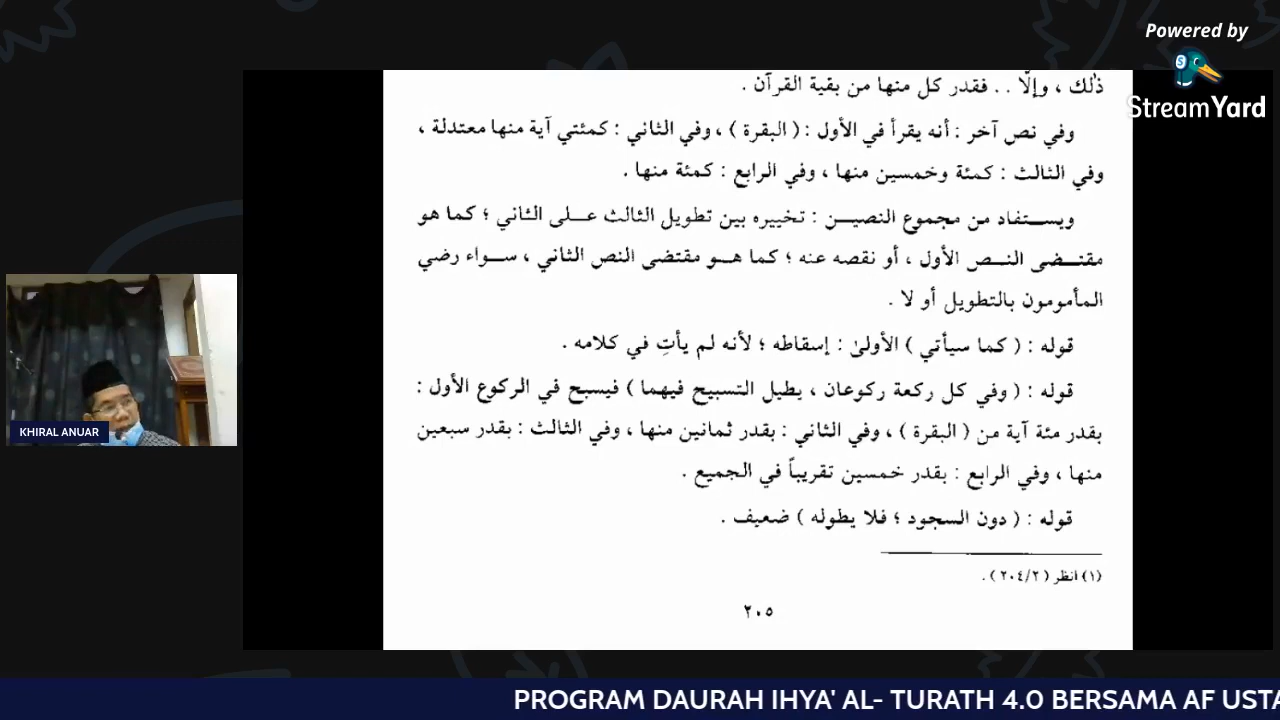 Powered by
StreamYard
ذلك ، وإلَّا . . فقدر كل منها من بقية القرآن .
وفي نص آخر : أنه يقرأ في الأول : ( البقرة ) ، وفي الثاني : كمئتي آية منها معتدلة ،
وفي الثالث : كمئة وخمسين منها ، وفي الرابع : كمئة منها .
ويستفاد من مجموع النصين : تخييره بين تطويل الثالث على الثاني ؛ كما هو
مقتضى النص الأول ، أو نقصه عنه ؛ كما هو مقتضى النص الثاني ، سواء رضي
المأمومون بالتطويل أو لا .
قوله : ( كما سيأتي ) الأولىٰ : إسقاطه ؛ لأنه لم يأتِ في كلامه .
قوله : ( وفي كل ركعة ركوعان ، يطيل التسبيح فيهما ) فيسبح في الركوع الأول :
بقدر مئة آية من ( البقرة ) ، وفي الثاني : بقدر ثمانين منها ، وفي الثالث : بقدر سبعين
منها ، وفي الرابع : بقدر خمسين تقريباً في الجميع .
قوله : ( دون السجود ؛ فلا يطوله ) ضعيف .
(١) انظر ( ٢٠٤/٢ ) .
٢٠٥
KHIRAL ANUAR
PROGRAM DAURAH IHYA' AL- TURATH 4.0 BERSAMA AF USTA